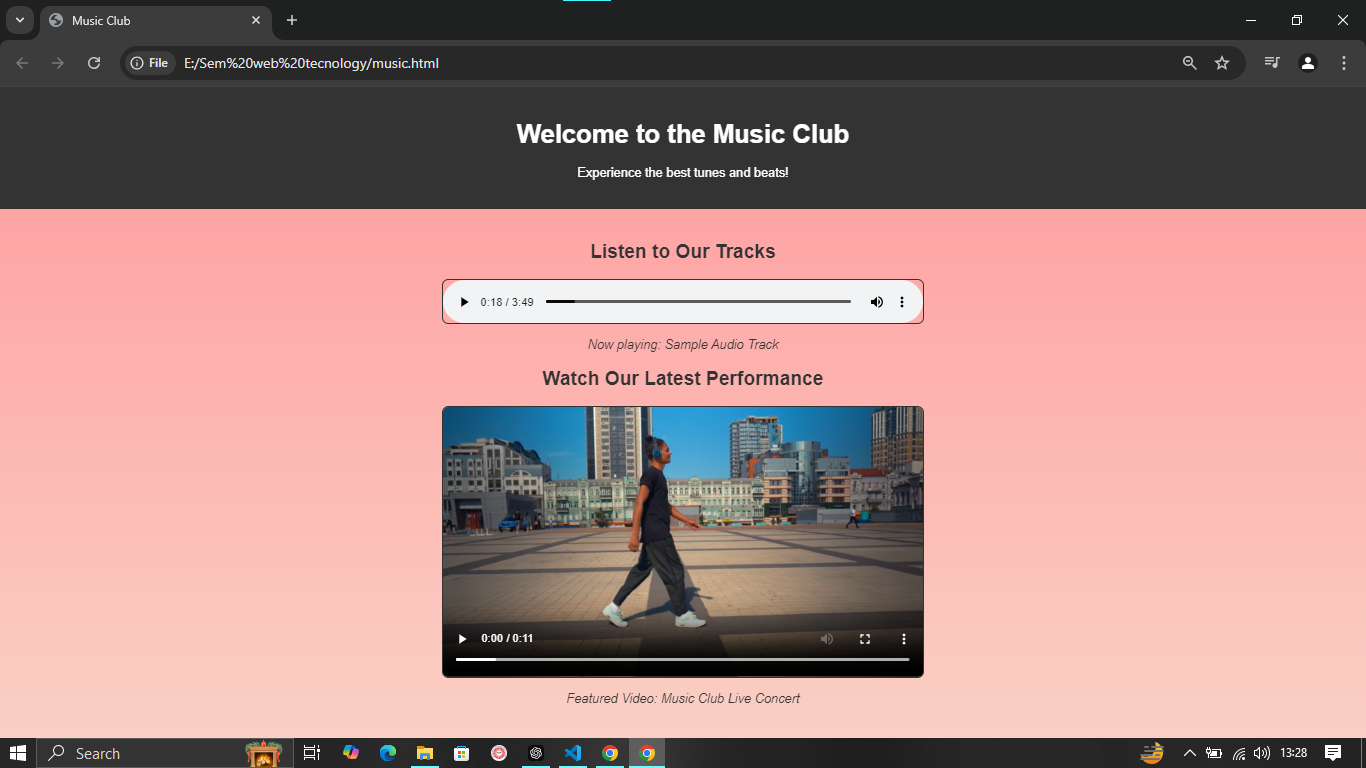 Music Club
File
E:/Sem%20web%20tecnology/music.html
Welcome to the Music Club
Experience the best tunes and beats!
Listen to Our Tracks
0:18 / 3:49
Now playing: Sample Audio Track
Watch Our Latest Performance
0:00 / 0:11
Featured Video: Music Club Live Concert
Search
13:28